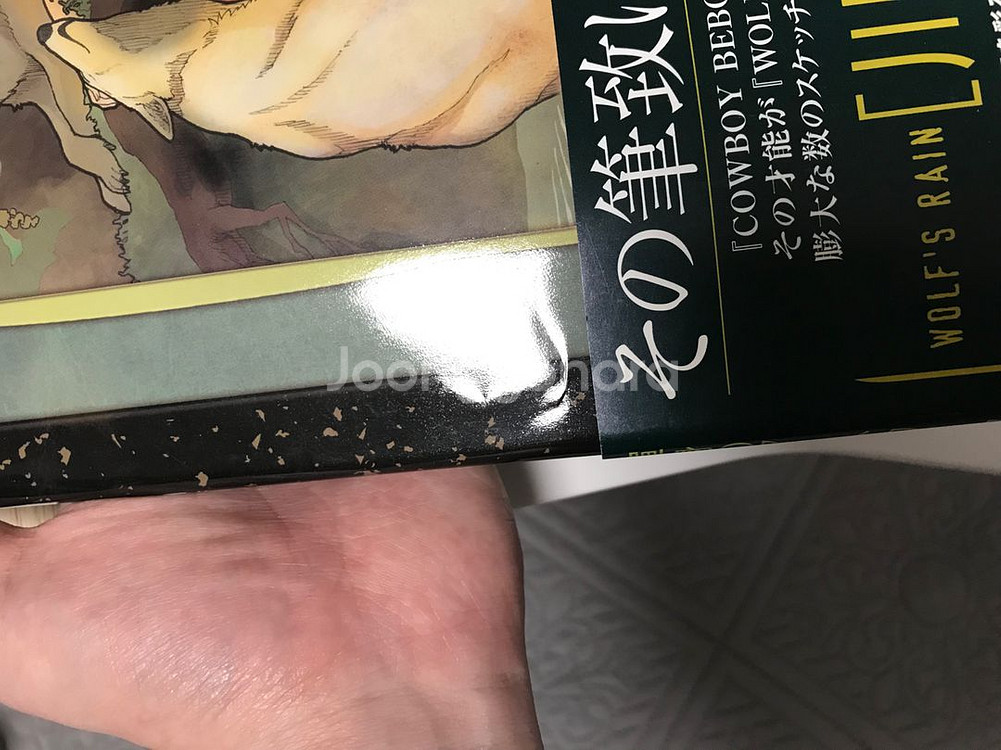 その筆致
『COWBOY BEBO
その才能が『WOL
膨大な数のスケッチ
[JI
WOLF'S RAIN